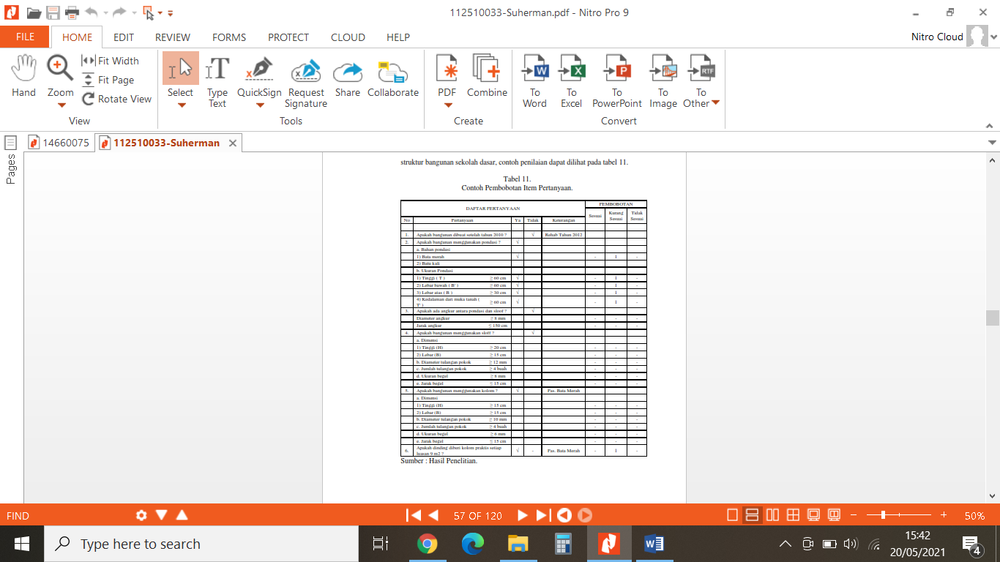 112510033-Suherman.pdf - Nitro Pro 9
FILE HOME EDIT REVIEW FORMS PROTECT CLOUD HELP Nitro Cloud
Hand Zoom Fit Width Fit Page Rotate View
View
Select Type Text QuickSign Request Signature Share Collaborate
Tools
PDF Combine
Create
To Word To Excel To PowerPoint To Image To Other
Convert
Pages
14660075 112510033-Suherman
struktur bangunan sekolah dasar, contoh penilaian dapat dilihat pada tabel 11.
Tabel 11.
Contoh Pembobotan Item Pertanyaan.
DAFTAR PERTANYAAN PEMBOBOTAN
No Pertanyaan Ya Tidak Keterangan Sesuai Kurang Sesuai Tidak Sesuai
1. Apakah bangunan dibuat setelah tahun 2010 ? √ Rehab Tahun 2012
2. Apakah bangunan menggunakan pondasi ? √
a. Bahan pondasi
1) Bata merah √ - 1 -
2) Batu kali
b. Ukuran Pondasi
1) Tinggi ( T ) ≥ 60 cm √ - 1 -
2) Lebar bawah ( B' ) ≥ 60 cm √ - 1 -
3) Lebar atas ( B ) ≥ 30 cm √ - 1 -
4) Kedalaman dari muka tanah ( T' ) ≥ 60 cm √ - 1 -
3. Apakah ada angkur antara pondasi dan sloof ? √
Diameter angkur ≥ 8 mm - - -
Jarak angkur ≤ 150 cm - - -
4. Apakah bangunan menggunakan sloff ? √
a. Dimensi
1) Tinggi (H) ≥ 20 cm - - -
2) Lebar (B) ≥ 15 cm - - -
b. Diameter tulangan pokok ≥ 12 mm - - -
c. Jumlah tulangan pokok ≥ 4 buah - - -
d. Ukuran begel ≥ 8 mm - - -
e. Jarak begel ≤ 15 cm - - -
5. Apakah bangunan menggunakan kolom ? √ Pas. Bata Merah
a. Dimensi
1) Tinggi (H) ≥ 15 cm - - -
2) Lebar (B) ≥ 15 cm - - -
b. Diameter tulangan pokok ≥ 10 mm - - -
c. Jumlah tulangan pokok ≥ 4 buah - - -
d. Ukuran begel ≥ 6 mm - - -
e. Jarak begel ≤ 15 cm - - -
6. Apakah dinding diberi kolom praktis setiap luasan 9 m2 ? √ - Pas. Bata Merah - 1 -
Sumber : Hasil Penelitian.
FIND 57 OF 120 50%
Type here to search
15:42
20/05/2021
4